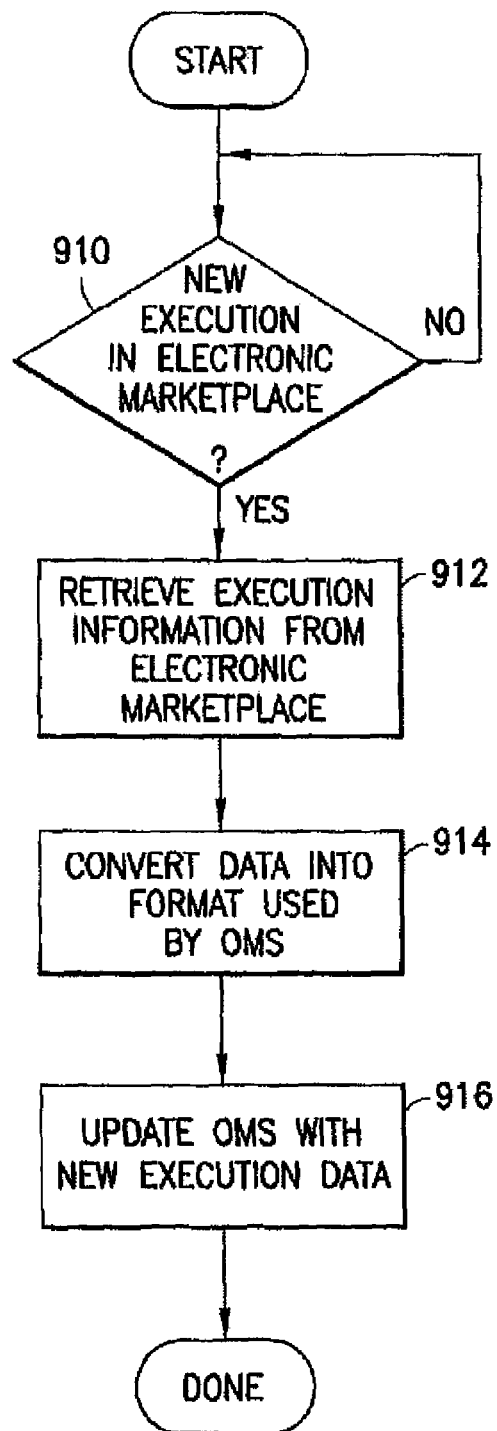 START
910
NEW
EXECUTION
IN ELECTRONIC
MARKETPLACE
?
NO
YES
912
RETRIEVE EXECUTION
INFORMATION FROM
ELECTRONIC
MARKETPLACE
914
CONVERT DATA INTO
FORMAT USED
BY OMS
916
UPDATE OMS WITH
NEW EXECUTION DATA
DONE